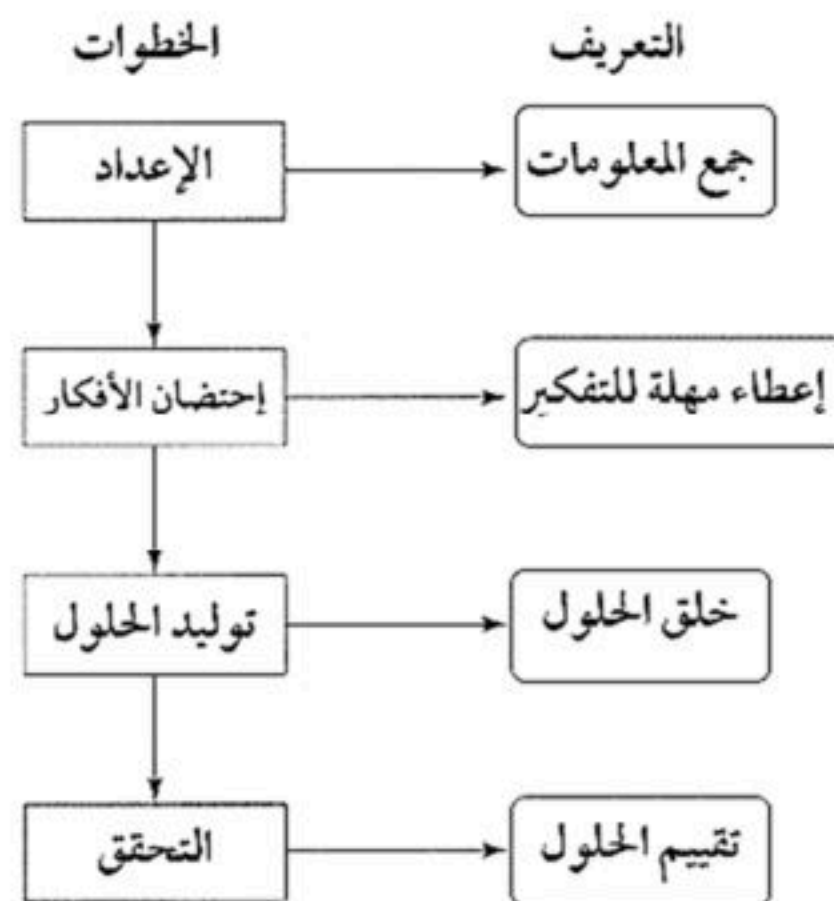 الخطوات
التعريف
الإعداد
جمع المعلومات
إحتضان الأفكار
إعطاء مهلة للتفكير
توليد الحلول
خلق الحلول
التحقق
تقييم الحلول